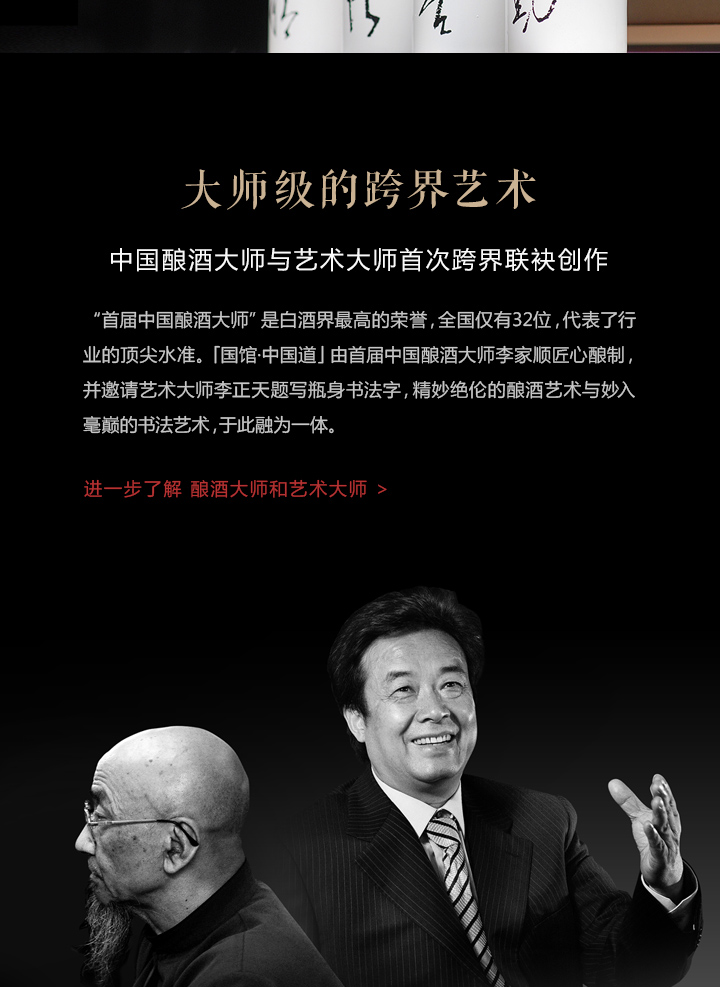 大师级的跨界艺术
中国酿酒大师与艺术大师首次跨界联袂创作
“首届中国酿酒大师”是白酒界最高的荣誉,全国仅有32位,代表了行
业的顶尖水准。「国馆·中国道」由首届中国酿酒大师李家顺匠心酿制,
并邀请艺术大师李正天题写瓶身书法字,精妙绝伦的酿酒艺术与妙入
毫巅的书法艺术,于此融为一体。
进一步了解 酿酒大师和艺术大师 >